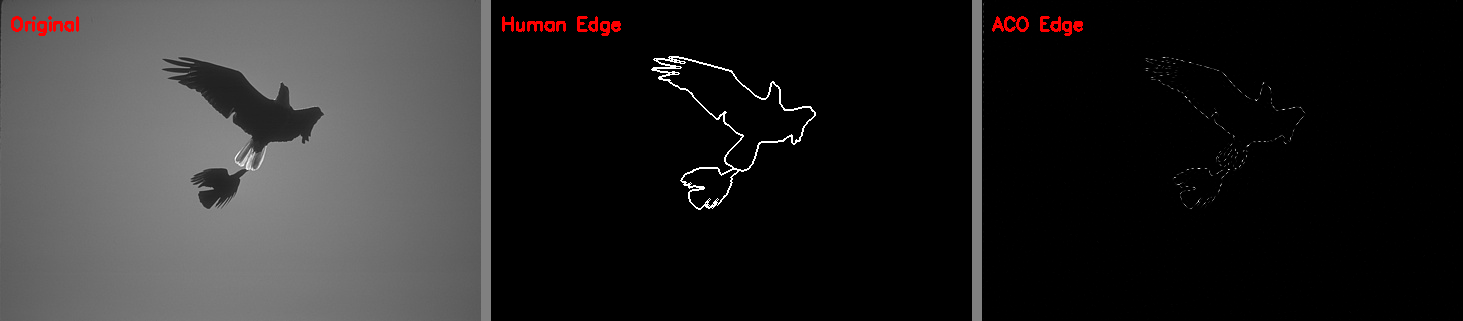 Original
Human Edge
ACO Edge